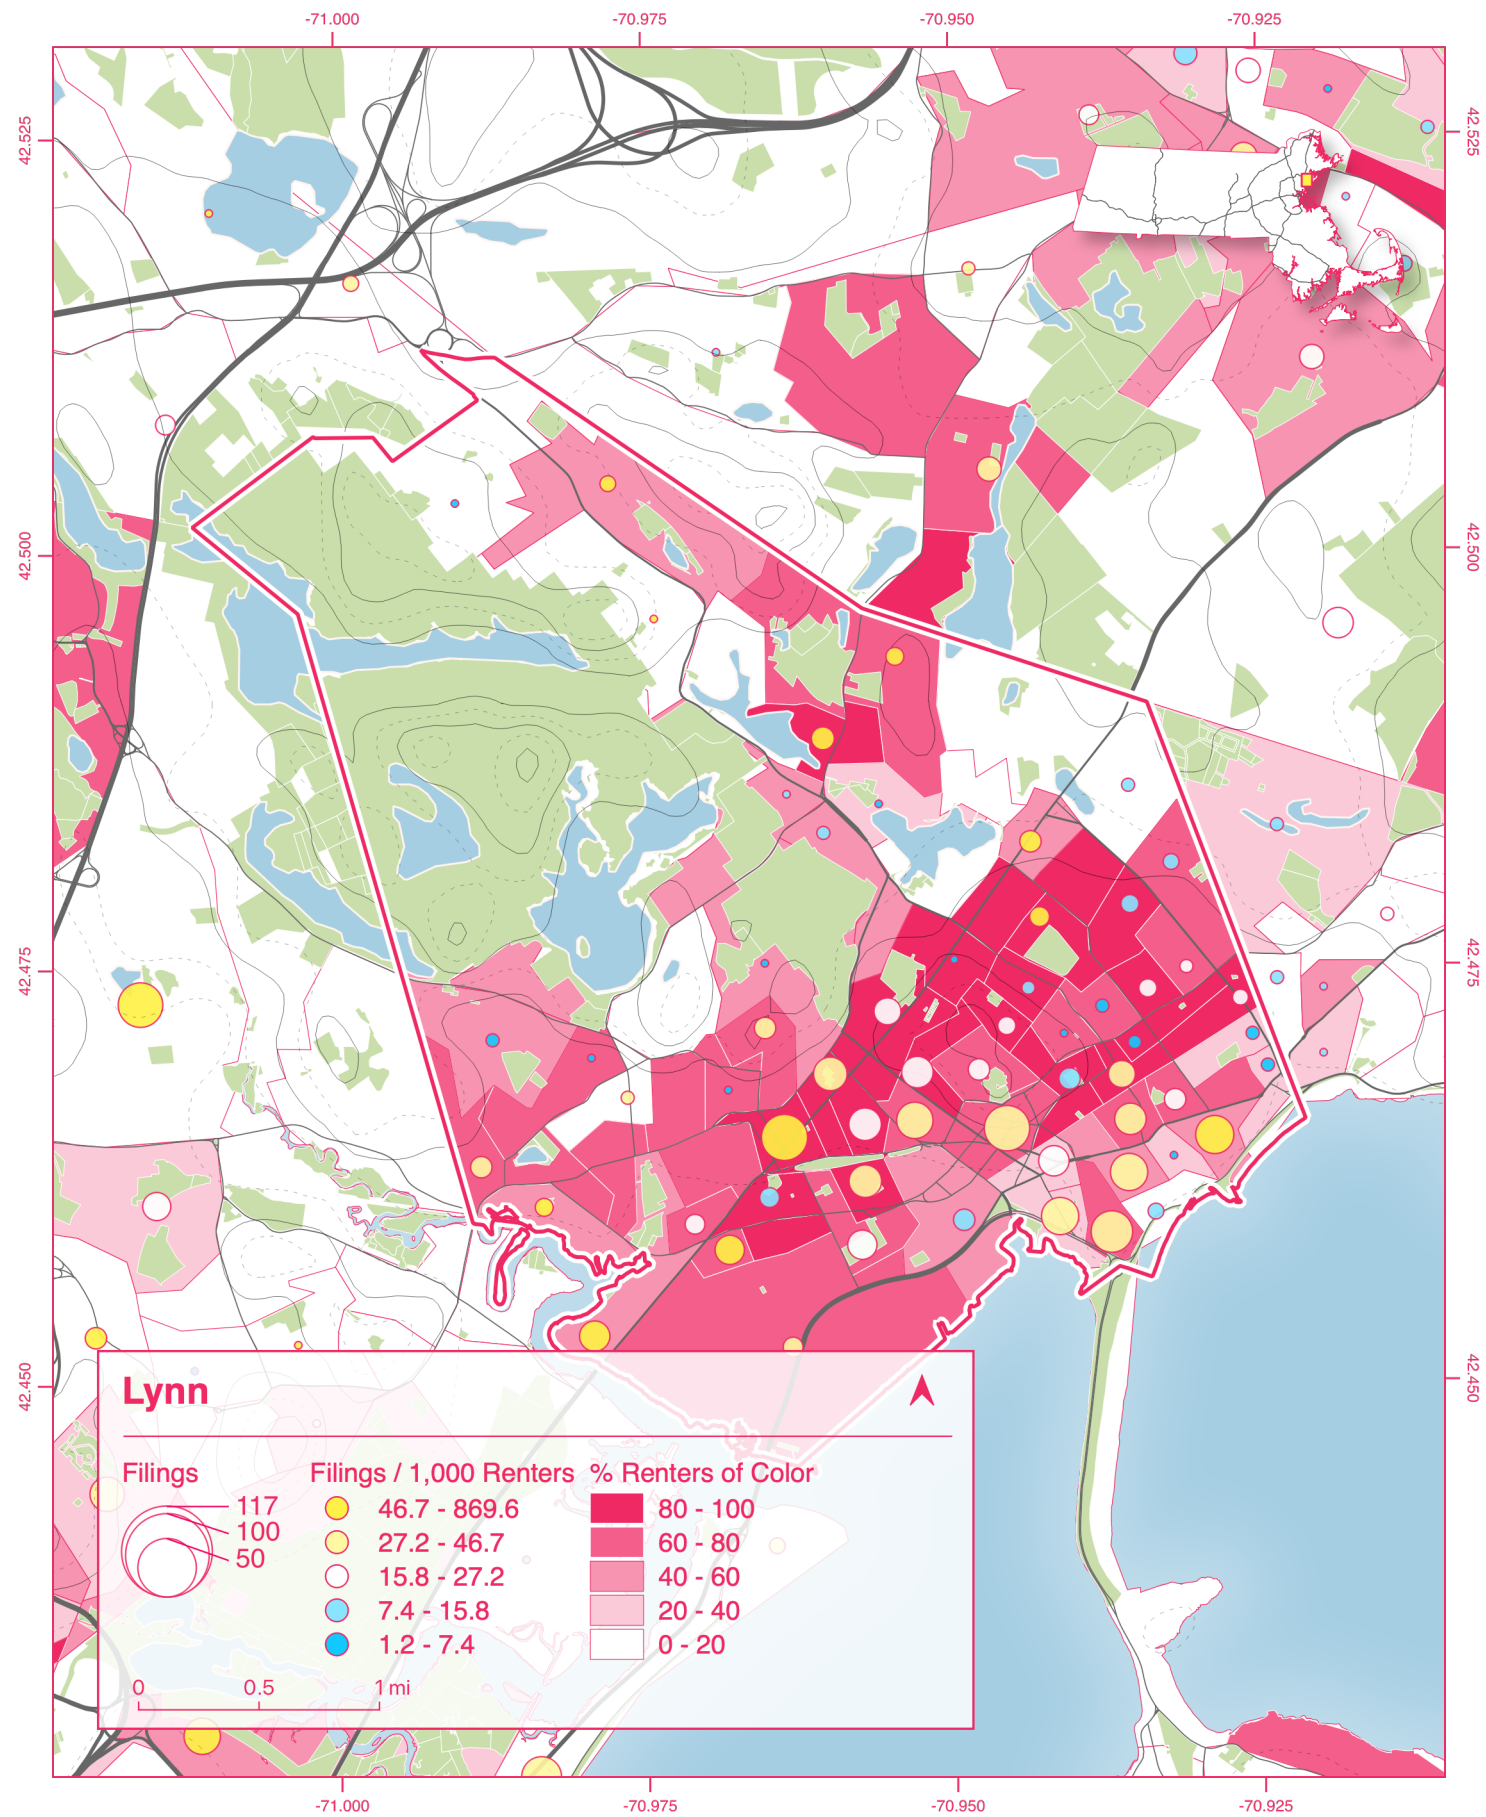 -71.000 -70.975 -70.950 -70.925
42.525 42.525
42.500 42.500
42.475 42.475
42.450 42.450
Lynn
Filings Filings / 1,000 Renters % Renters of Color
117 46.7 - 869.6 80 - 100
100 27.2 - 46.7 60 - 80
50 15.8 - 27.2 40 - 60
7.4 - 15.8 20 - 40
1.2 - 7.4 0 - 20
0 0.5 1 mi
-71.000 -70.975 -70.950 -70.925